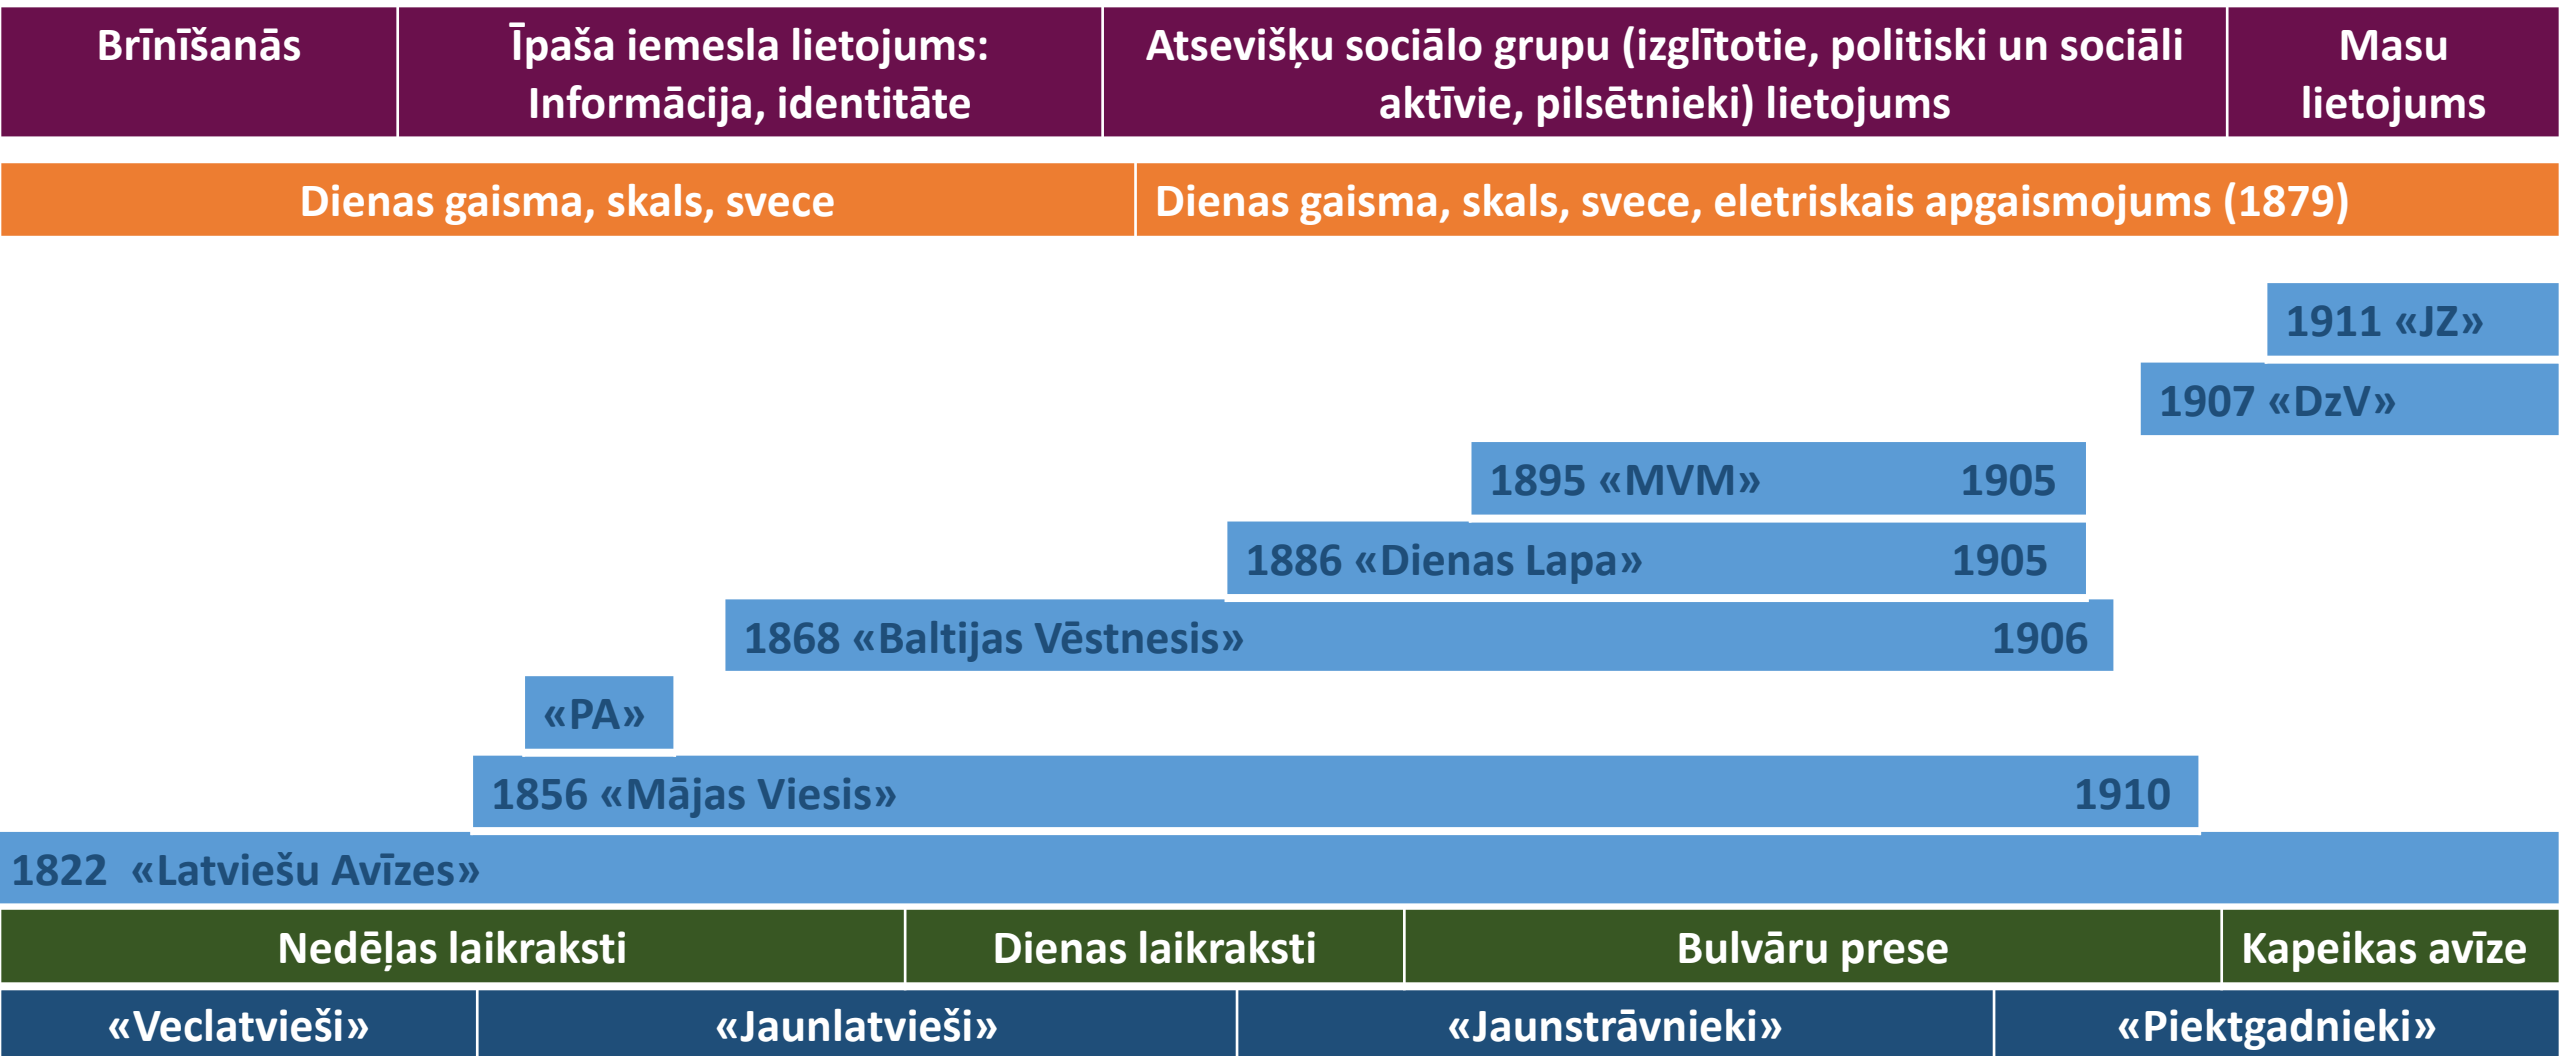 Brīnīšanās
Īpaša iemesla lietojums:
Informācija, identitāte
Atsevišķu sociālo grupu (izglītotie, politiski un sociāli
aktīvie, pilsētnieki) lietojums
Masu
lietojums
Dienas gaisma, skals, svece
Dienas gaisma, skals, svece, eletriskais apgaismojums (1879)
1911 «JZ»
1907 «DzV»
1895 «MVM» 1905
1886 «Dienas Lapa» 1905
1868 «Baltijas Vēstnesis» 1906
«PA»
1856 «Mājas Viesis» 1910
1822 «Latviešu Avīzes»
Nedēļas laikraksti
Dienas laikraksti
Bulvāru prese
Kapeikas avīze
«Veclatvieši»
«Jaunlatvieši»
«Jaunstrāvnieki»
«Piektgadnieki»